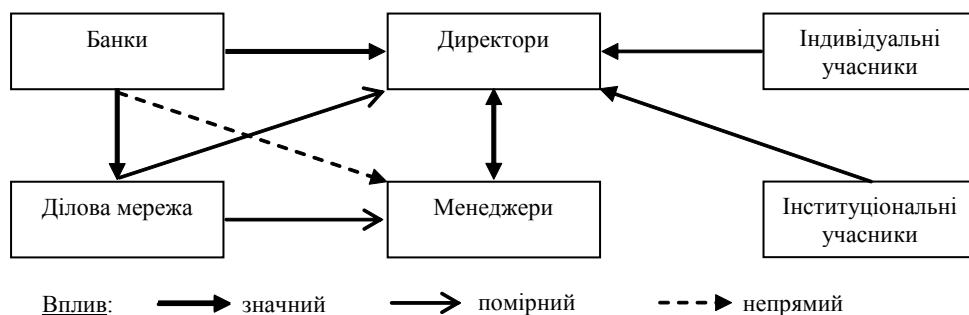 Банки
Директори
Індивідуальні
учасники
Ділова мережа
Менеджери
Інституціональні
учасники
Вплив: значний помірний непрямий